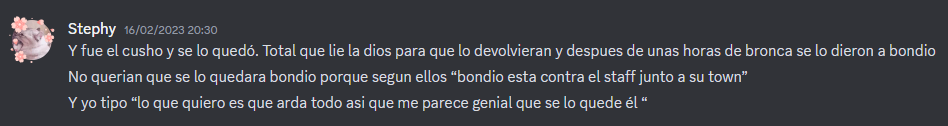 Stephy 16/02/2023 20:30
Y fue el cusho y se lo quedó. Total que lie la dios para que lo devolvieran y despues de unas horas de bronca se lo dieron a bondio
No querian que se lo quedara bondio porque segun ellos “bondio esta contra el staff junto a su town”
Y yo tipo “lo que quiero es que arda todo asi que me parece genial que se lo quede él “